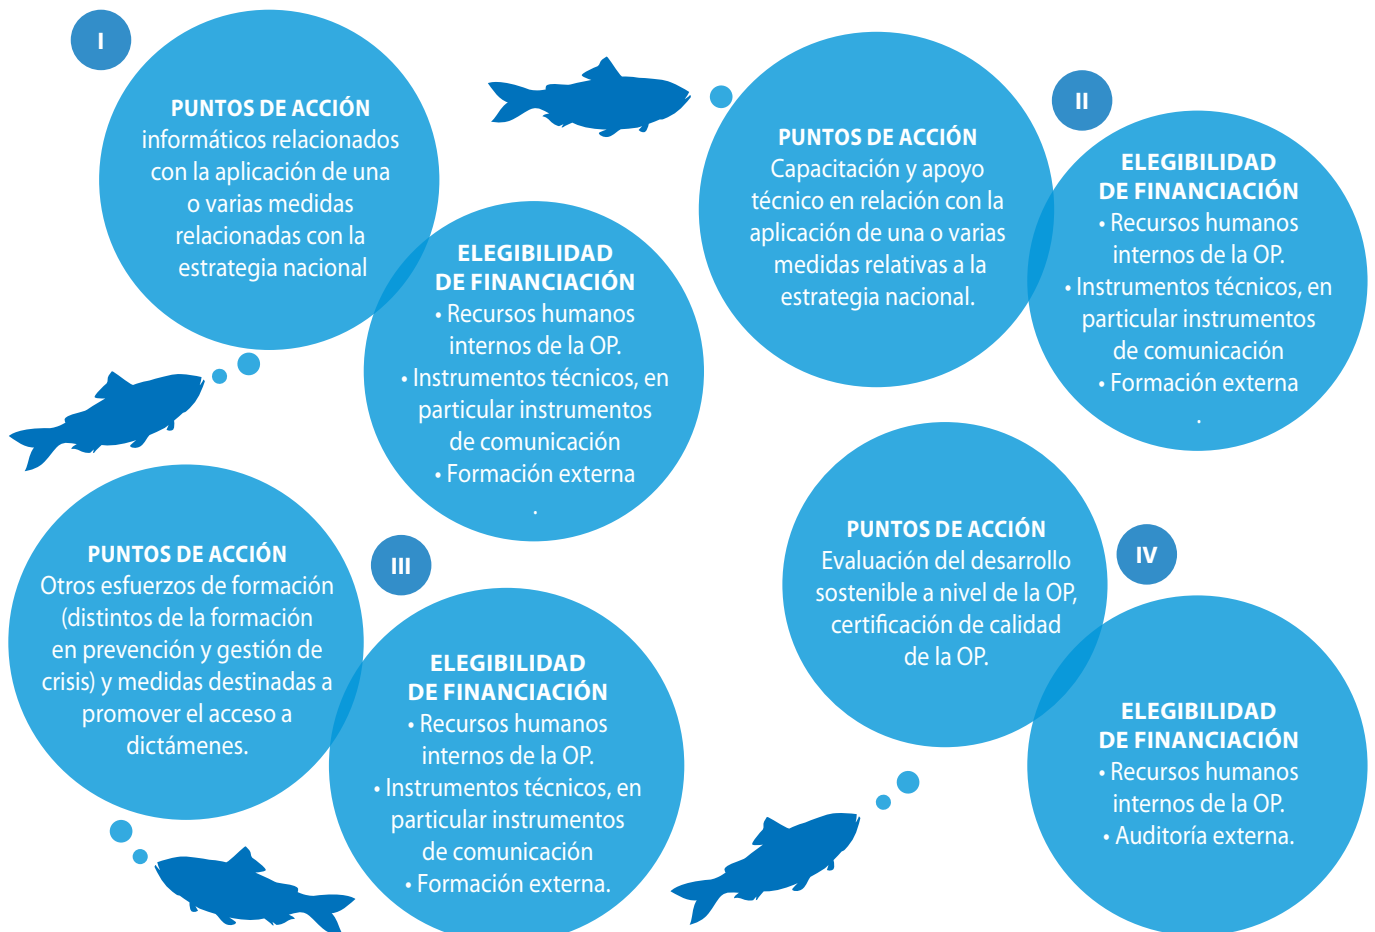 I
PUNTOS DE ACCIÓN
informáticos relacionados
con la aplicación de una
o varias medidas
relacionadas con la
estrategia nacional
ELEGIBILIDAD
DE FINANCIACIÓN
• Recursos humanos
internos de la OP.
• Instrumentos técnicos, en
particular instrumentos
de comunicación
• Formación externa
.
PUNTOS DE ACCIÓN
Capacitación y apoyo
técnico en relación con la
aplicación de una o varias
medidas relativas a la
estrategia nacional.
II
ELEGIBILIDAD
DE FINANCIACIÓN
• Recursos humanos
internos de la OP.
• Instrumentos técnicos, en
particular instrumentos
de comunicación
• Formación externa
.
PUNTOS DE ACCIÓN
Otros esfuerzos de formación
(distintos de la formación
en prevención y gestión de
crisis) y medidas destinadas a
promover el acceso a
dictámenes.
III
ELEGIBILIDAD
DE FINANCIACIÓN
• Recursos humanos
internos de la OP.
• Instrumentos técnicos, en
particular instrumentos
de comunicación
• Formación externa.
PUNTOS DE ACCIÓN
Evaluación del desarrollo
sostenible a nivel de la OP,
certificación de calidad
de la OP.
IV
ELEGIBILIDAD
DE FINANCIACIÓN
• Recursos humanos
internos de la OP.
• Auditoría externa.